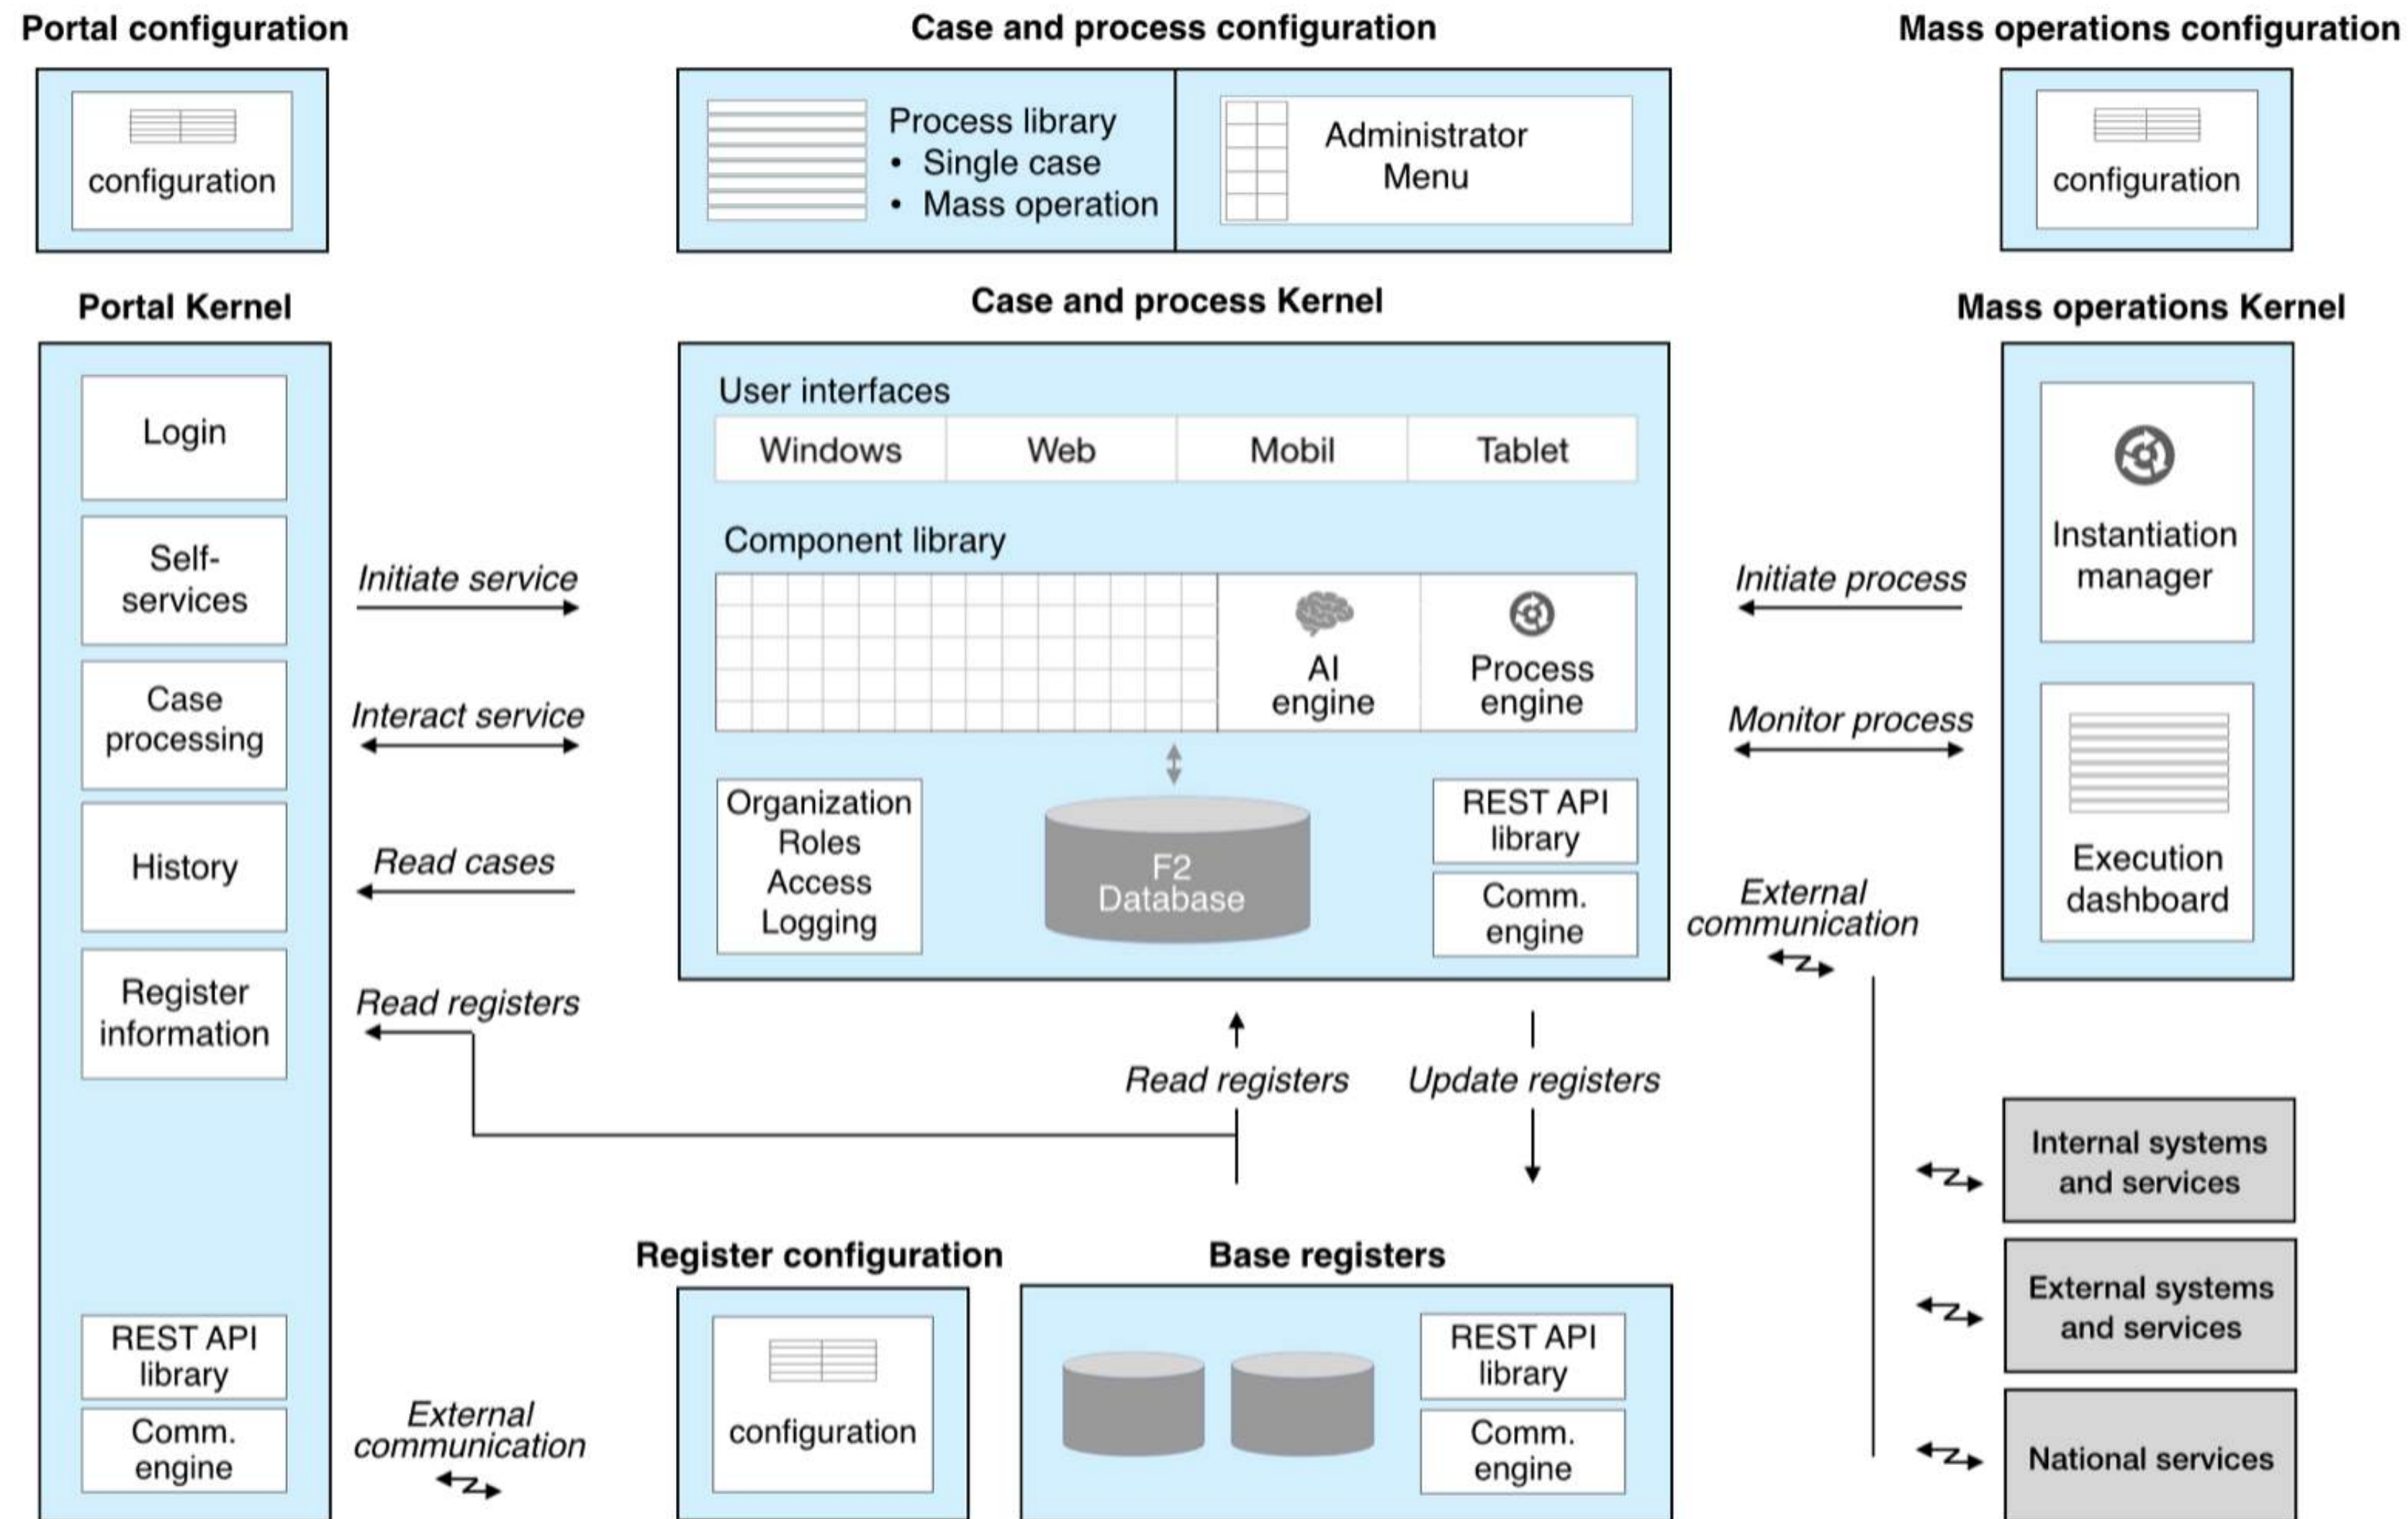 Portal configuration
configuration
Case and process configuration
Process library
• Single case
• Mass operation
Administrator
Menu
Mass operations configuration
configuration
Portal Kernel
Login
Self-
services
Case
processing
History
Register
information
REST API
library
Comm.
engine
Initiate service
Interact service
Read cases
Read registers
External
communication
Case and process Kernel
User interfaces
Windows
Web
Mobil
Tablet
Component library
AI
engine
Process
engine
Organization
Roles
Access
Logging
F2
Database
REST API
library
Comm.
engine
Initiate process
Monitor process
External
communication
Mass operations Kernel
Instantiation
manager
Execution
dashboard
Read registers
Update registers
Register configuration
configuration
Base registers
REST API
library
Comm.
engine
Internal systems
and services
External systems
and services
National services